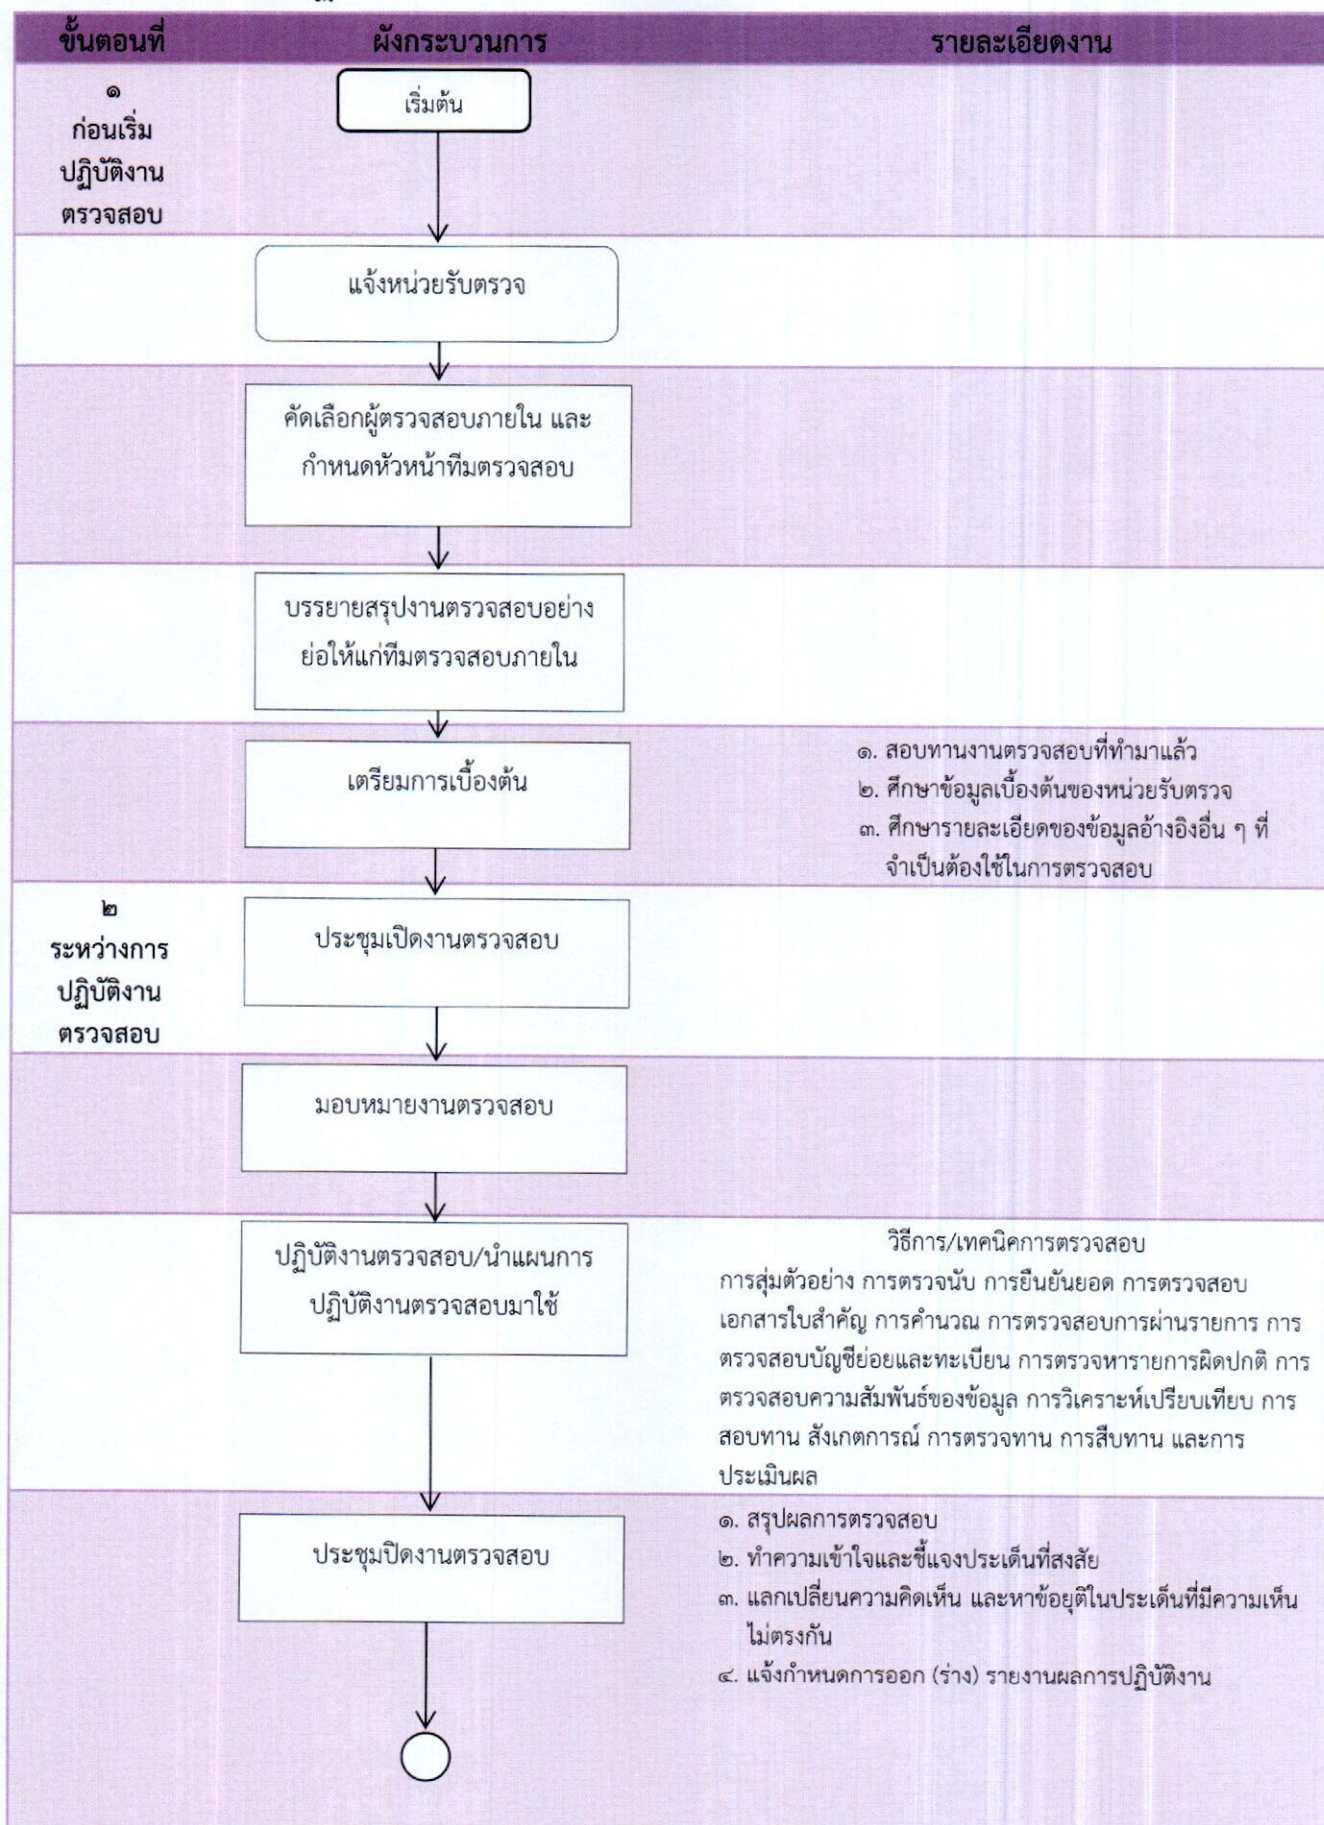 ขั้นตอนที่ ผังกระบวนการ รายละเอียดงาน
๑
ก่อนเริ่ม
ปฏิบัติงาน
ตรวจสอบ
เริ่มต้น
แจ้งหน่วยรับตรวจ
คัดเลือกผู้ตรวจสอบภายใน และ
กำหนดหัวหน้าทีมตรวจสอบ
บรรยายสรุปงานตรวจสอบอย่าง
ย่อให้แก่ทีมตรวจสอบภายใน
เตรียมการเบื้องต้น
๑. สอบทานงานตรวจสอบที่ทำมาแล้ว
๒. ศึกษาข้อมูลเบื้องต้นของหน่วยรับตรวจ
๓. ศึกษารายละเอียดของข้อมูลอ้างอิงอื่น ๆ ที่
จำเป็นต้องใช้ในการตรวจสอบ
๒
ระหว่างการ
ปฏิบัติงาน
ตรวจสอบ
ประชุมเปิดงานตรวจสอบ
มอบหมายงานตรวจสอบ
ปฏิบัติงานตรวจสอบ/นำแผนการ
ปฏิบัติงานตรวจสอบมาใช้
วิธีการ/เทคนิคการตรวจสอบ
การสุ่มตัวอย่าง การตรวจนับ การยืนยันยอด การตรวจสอบ
เอกสารใบสำคัญ การคำนวณ การตรวจสอบการผ่านรายการ การ
ตรวจสอบบัญชีย่อยและทะเบียน การตรวจหารายการผิดปกติ การ
ตรวจสอบความสัมพันธ์ของข้อมูล การวิเคราะห์เปรียบเทียบ การ
สอบทาน สังเกตการณ์ การตรวจทาน การสืบทาน และการ
ประเมินผล
ประชุมปิดงานตรวจสอบ
๑. สรุปผลการตรวจสอบ
๒. ทำความเข้าใจและชี้แจงประเด็นที่สงสัย
๓. แลกเปลี่ยนความคิดเห็น และหาข้อยุติในประเด็นที่มีความเห็น
ไม่ตรงกัน
๔. แจ้งกำหนดการออก (ร่าง) รายงานผลการปฏิบัติงาน